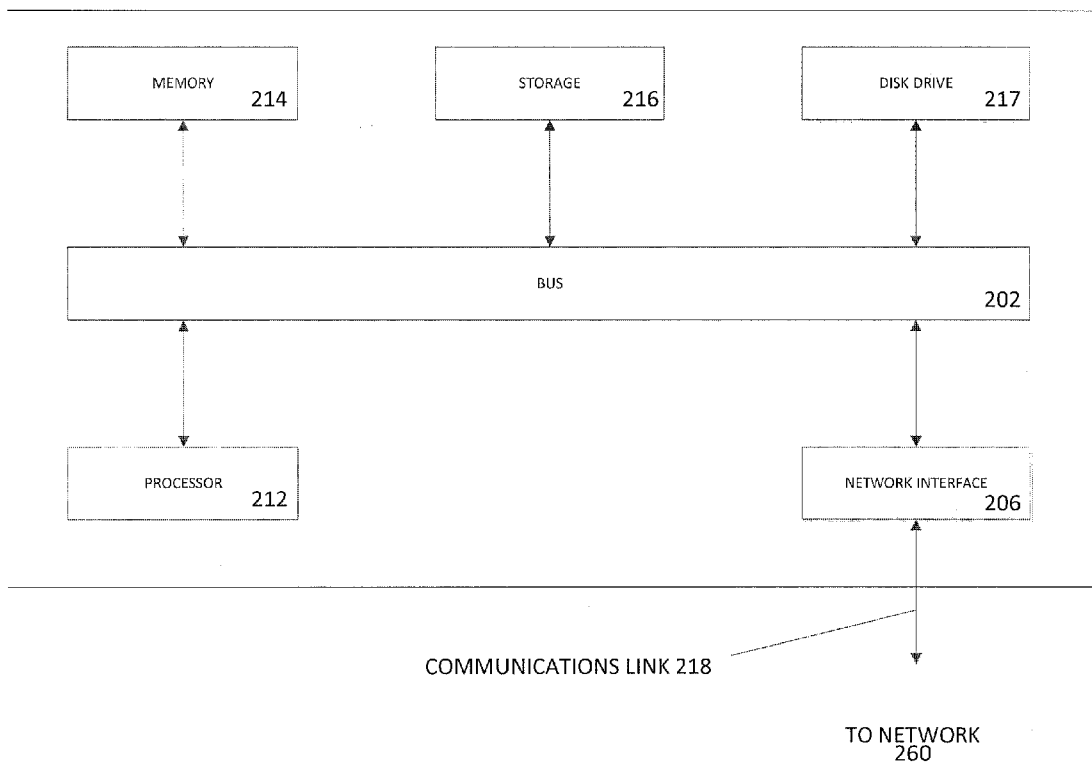 MEMORY
214
STORAGE
216
DISK DRIVE
217
BUS
202
PROCESSOR
212
NETWORK INTERFACE
206
COMMUNICATIONS LINK 218
TO NETWORK
260